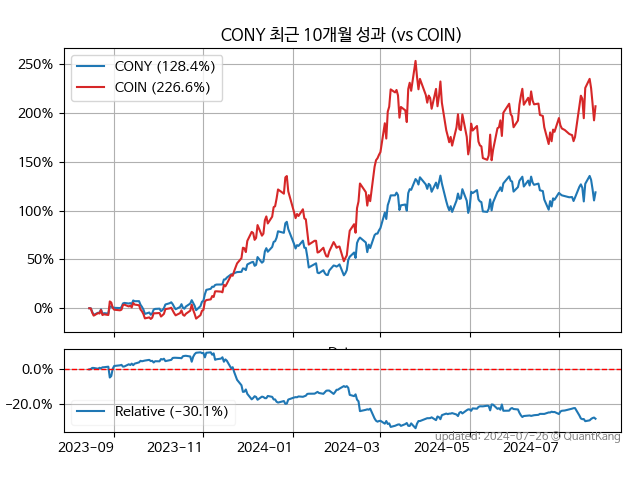 CONY 최근 10개월 성과 (vs COIN)
250%
200%
150%
100%
50%
0%
CONY (128.4%)
COIN (226.6%)
0.0%
−20.0%
Relative (−30.1%)
2023-09 2023-11 2024-01 2024-03 2024-05 2024-07
updated: 2024-07-26 © QuantKang